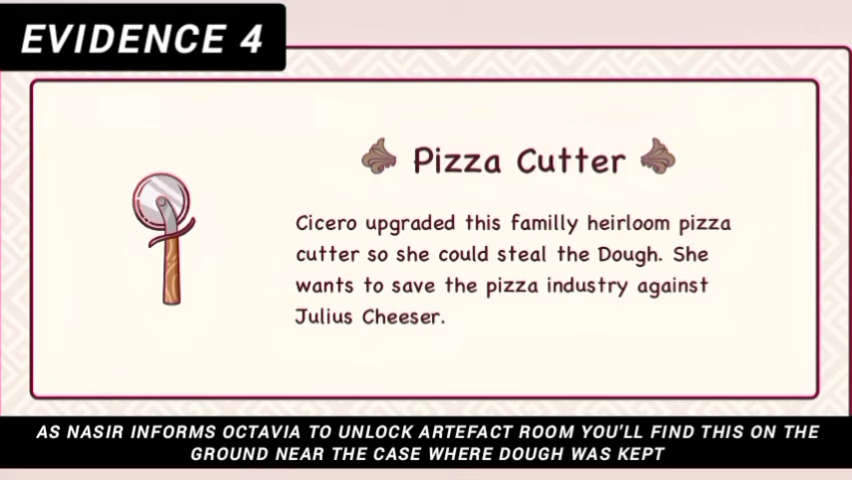 EVIDENCE 4
Pizza Cutter
Cicero upgraded this familly heirloom pizza
cutter so she could steal the Dough. She
wants to save the pizza industry against
Julius Cheeser.
AS NASIR INFORMS OCTAVIA TO UNLOCK ARTEFACT ROOM YOU'LL FIND THIS ON THE
GROUND NEAR THE CASE WHERE DOUGH WAS KEPT